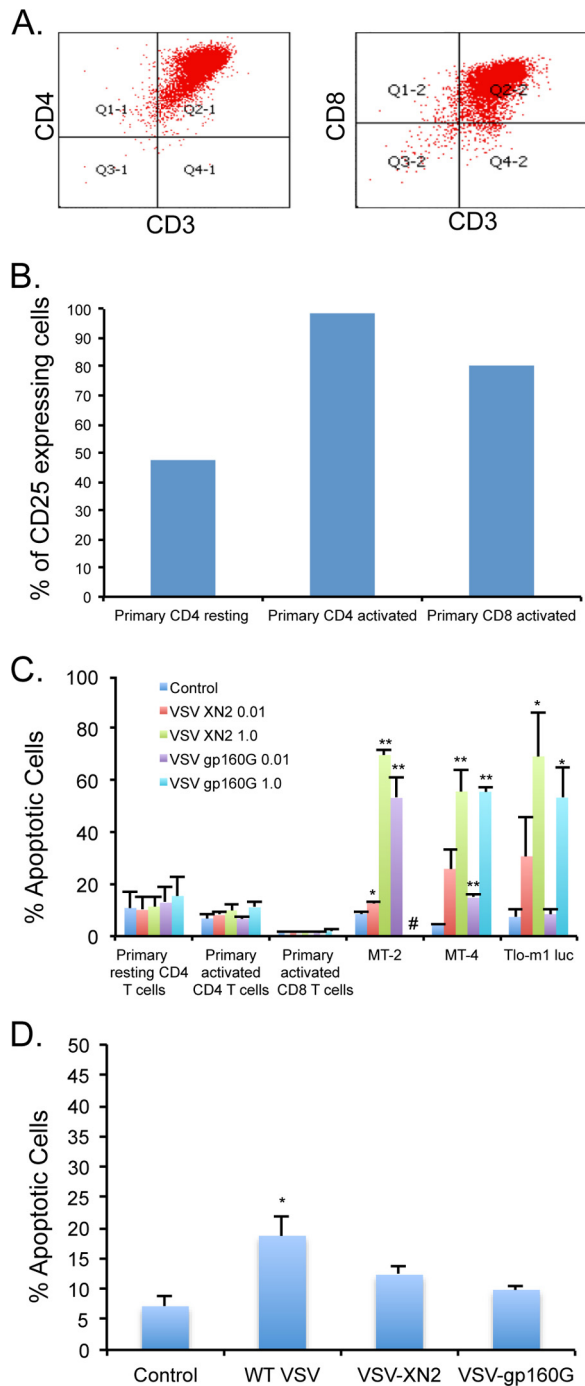 A.
CD4
Q1-1
Q2-1
Q3-1
Q4-1
CD3
CD8
Q1-2
Q2-2
Q3-2
Q4-2
CD3
B.
% of CD25 expressing cells
100
90
80
70
60
50
40
30
20
10
0
Primary CD4 resting
Primary CD4 activated
Primary CD8 activated
C.
% Apoptotic Cells
100
80
60
40
20
0
Control
VSV XN2 0.01
VSV XN2 1.0
VSV gp160G 0.01
VSV gp160G 1.0
*
**
**
#
**
**
**
*
*
Primary
resting CD4
T cells
Primary
activated
CD4 T cells
Primary
activated
CD8 T cells
MT-2
MT-4
Tlo-m1 luc
D.
% Apoptotic Cells
50
45
40
35
30
25
20
15
10
5
0
*
Control
WT VSV
VSV-XN2
VSV-gp160G